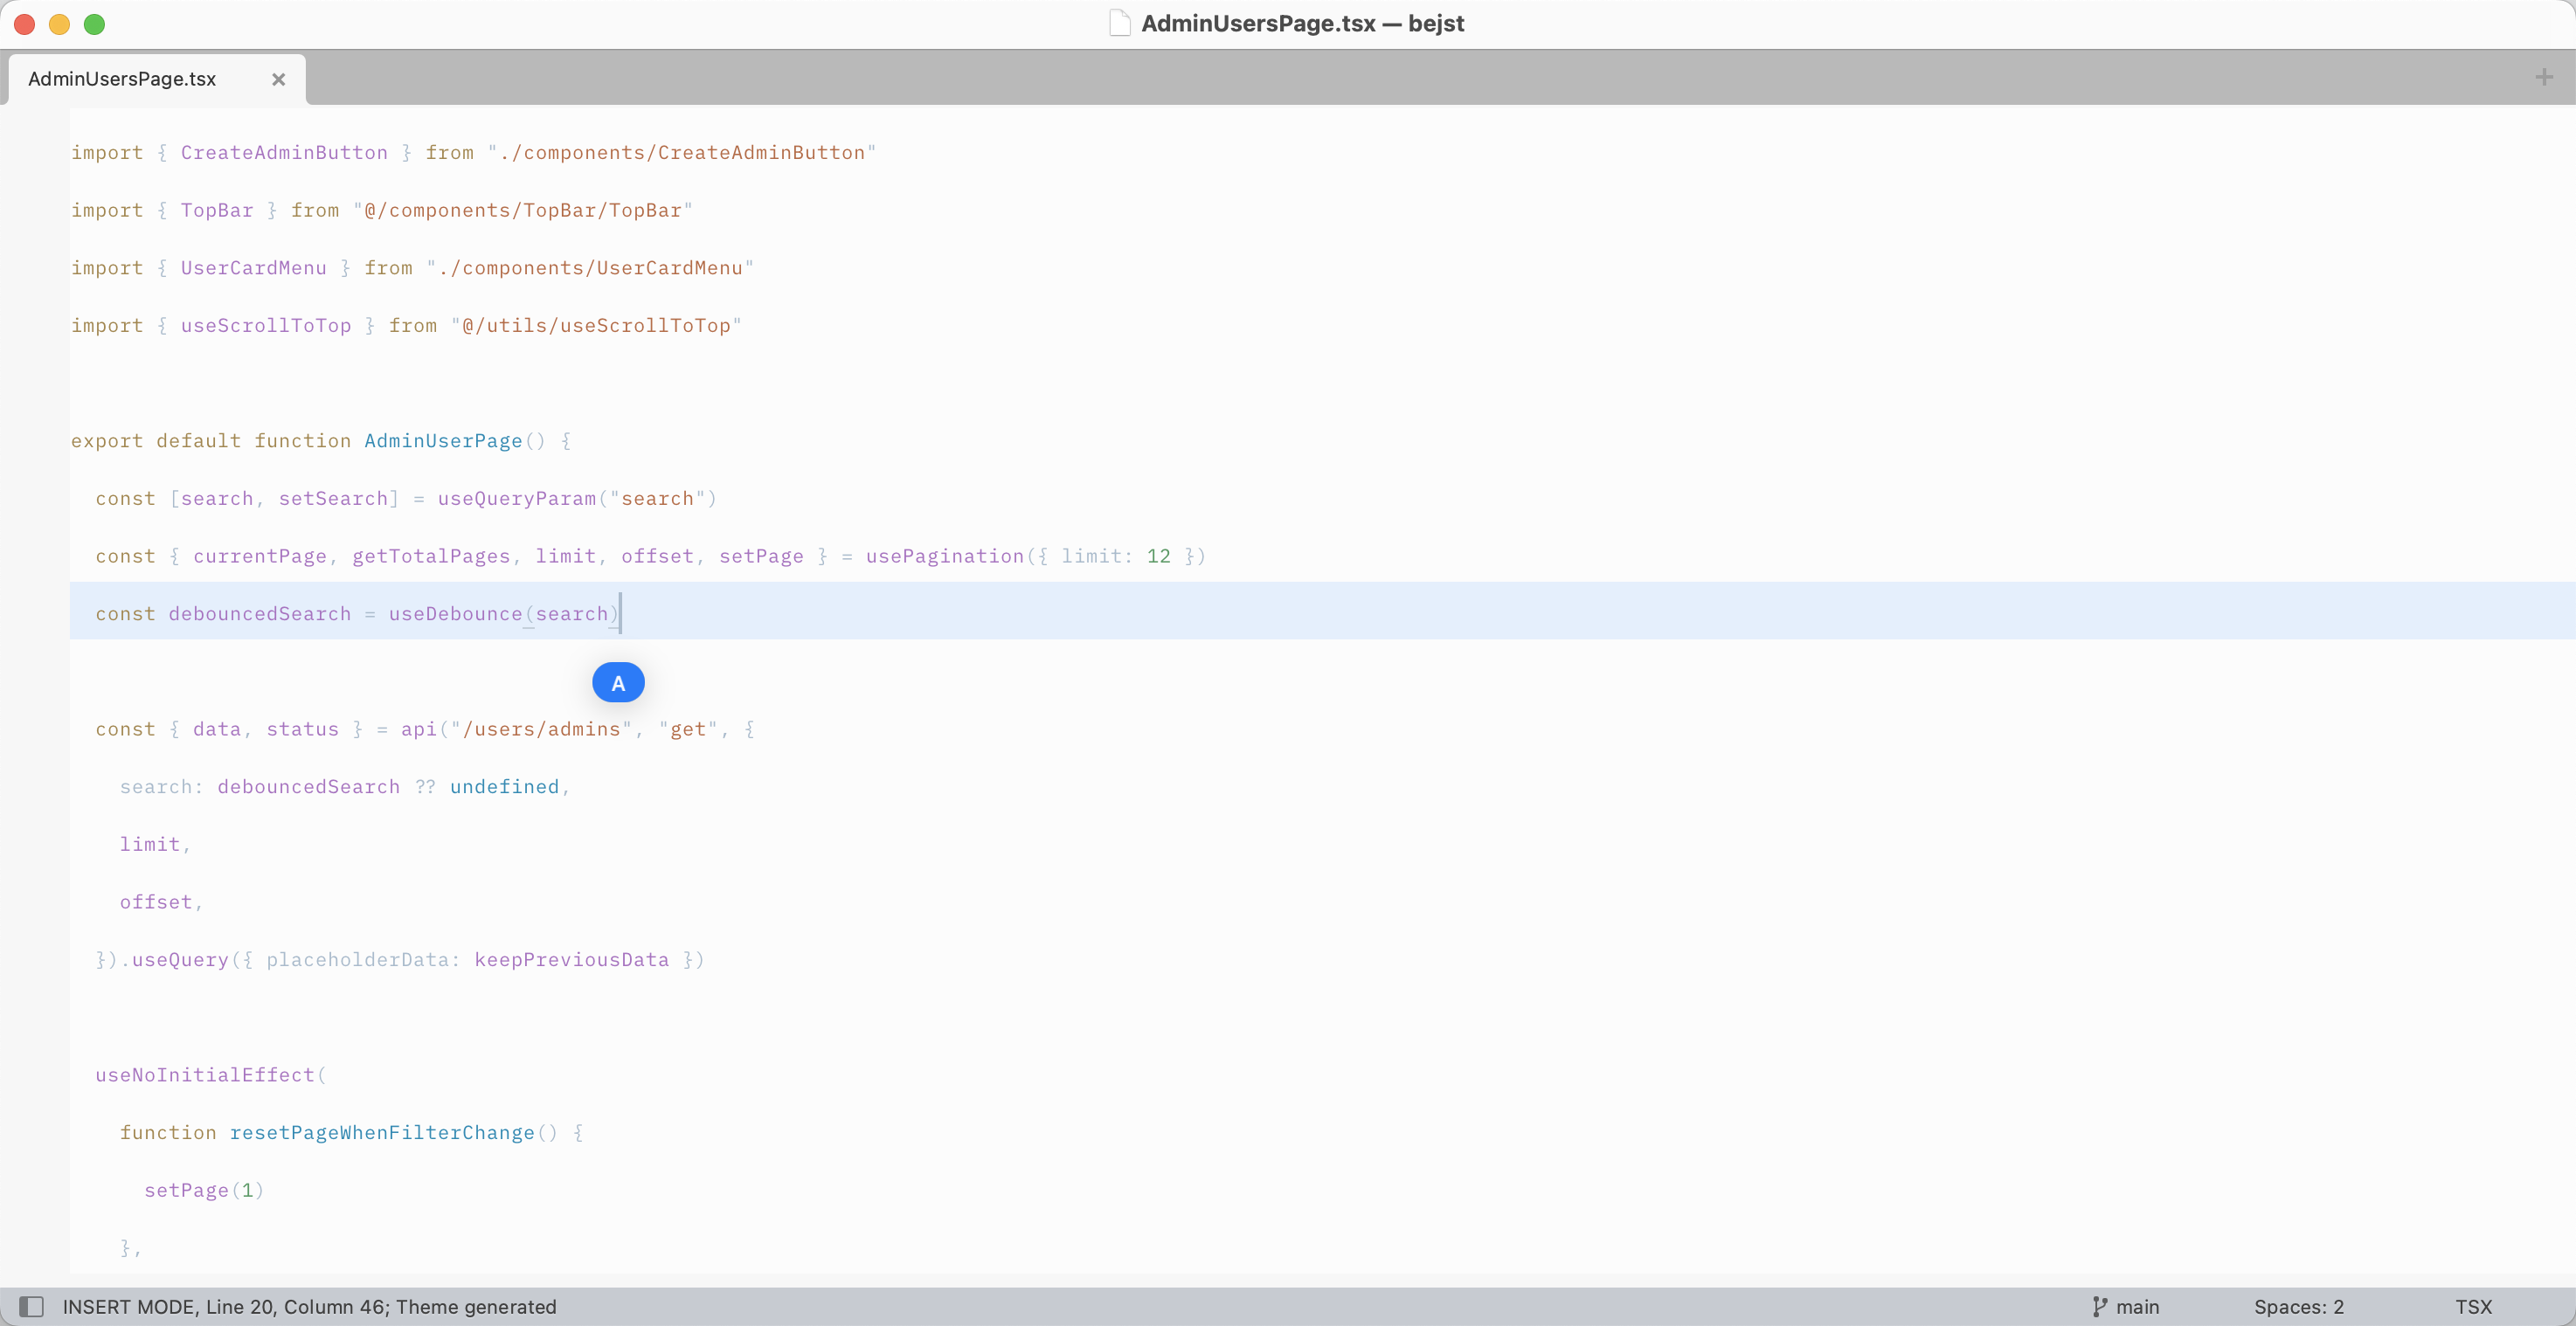 AdminUsersPage.tsx — bejst
AdminUsersPage.tsx
import { CreateAdminButton } from "./components/CreateAdminButton"
import { TopBar } from "@/components/TopBar/TopBar"
import { UserCardMenu } from "./components/UserCardMenu"
import { useScrollToTop } from "@/utils/useScrollToTop"
export default function AdminUserPage() {
  const [search, setSearch] = useQueryParam("search")
  const { currentPage, getTotalPages, limit, offset, setPage } = usePagination({ limit: 12 })
  const debouncedSearch = useDebounce(search)
A
  const { data, status } = api("/users/admins", "get", {
    search: debouncedSearch ?? undefined,
    limit,
    offset,
  }).useQuery({ placeholderData: keepPreviousData })
  useNoInitialEffect(
    function resetPageWhenFilterChange() {
      setPage(1)
    },
INSERT MODE, Line 20, Column 46; Theme generated
main
Spaces: 2
TSX